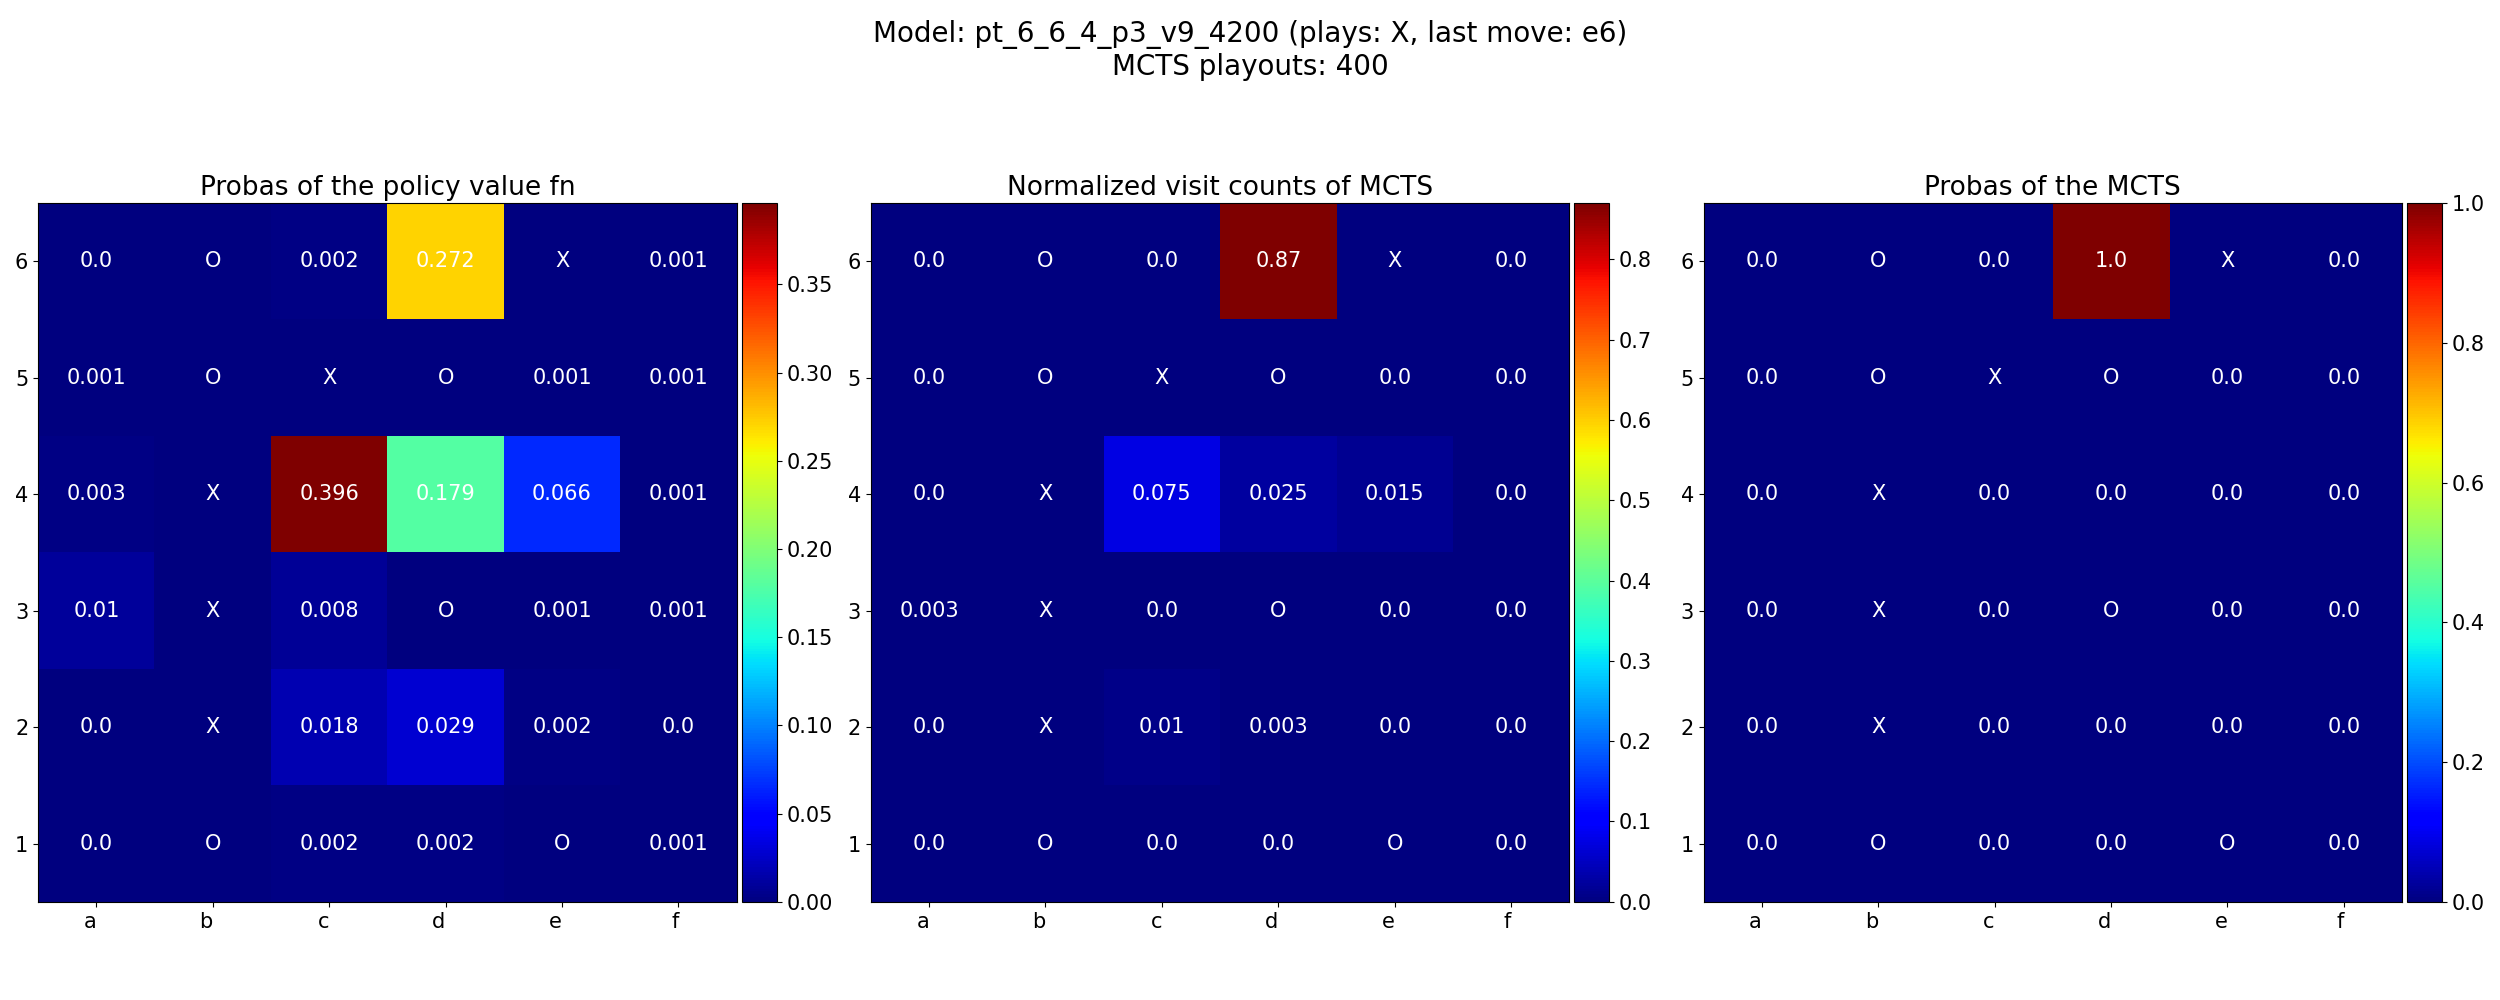 Model: pt_6_6_4_p3_v9_4200 (plays: X, last move: e6)
MCTS playouts: 400
Probas of the policy value fn
6 0.0 O 0.002 0.272 X 0.001
5 0.001 O X O 0.001 0.001
4 0.003 X 0.396 0.179 0.066 0.001
3 0.01 X 0.008 O 0.001 0.001
2 0.0 X 0.018 0.029 0.002 0.0
1 0.0 O 0.002 0.002 O 0.001
a b c d e f
0.35
0.30
0.25
0.20
0.15
0.10
0.05
0.00
Normalized visit counts of MCTS
6 0.0 O 0.0 0.87 X 0.0
5 0.0 O X O 0.0 0.0
4 0.0 X 0.075 0.025 0.015 0.0
3 0.003 X 0.0 O 0.0 0.0
2 0.0 X 0.01 0.003 0.0 0.0
1 0.0 O 0.0 0.0 O 0.0
a b c d e f
0.8
0.7
0.6
0.5
0.4
0.3
0.2
0.1
0.0
Probas of the MCTS
6 0.0 O 0.0 1.0 X 0.0
5 0.0 O X O 0.0 0.0
4 0.0 X 0.0 0.0 0.0 0.0
3 0.0 X 0.0 O 0.0 0.0
2 0.0 X 0.0 0.0 0.0 0.0
1 0.0 O 0.0 0.0 O 0.0
a b c d e f
1.0
0.8
0.6
0.4
0.2
0.0